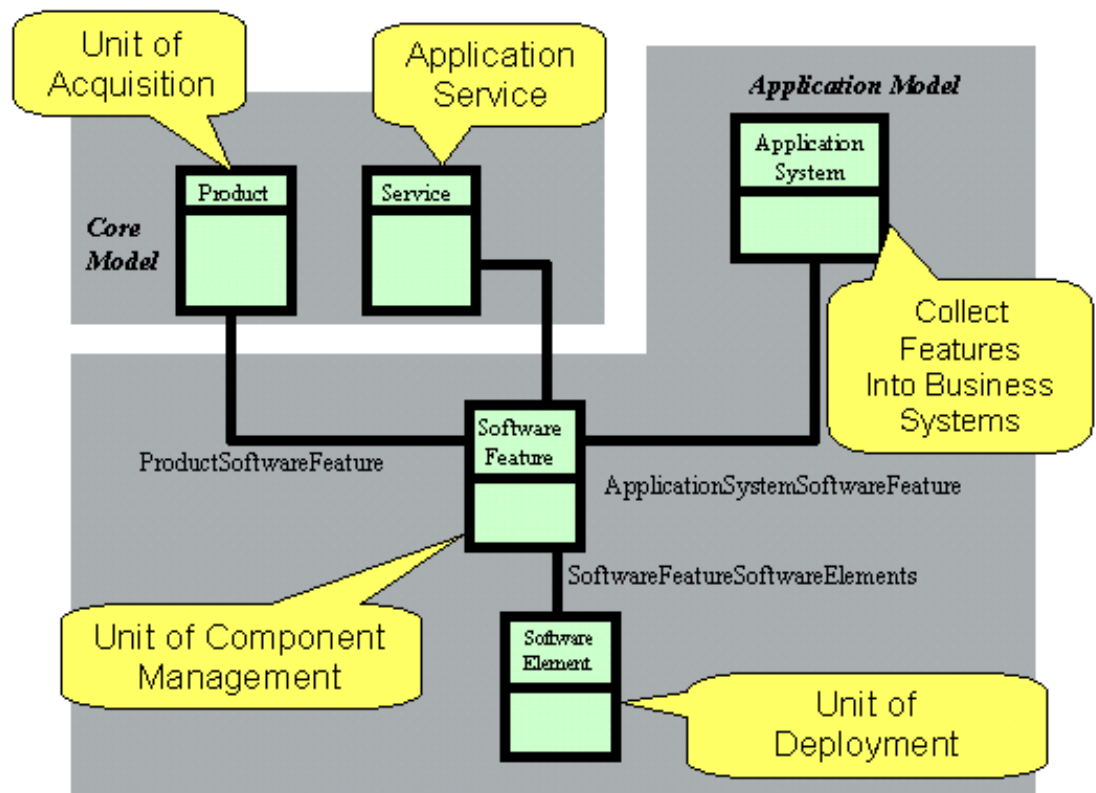 Unit of
Acquisition
Application
Service
Application Model
Application
System
Product
Service
Core
Model
Collect
Features
Into Business
Systems
Software
Feature
ProductSoftwareFeature
ApplicationSystemSoftwareFeature
SoftwareFeatureSoftwareElements
Unit of Component
Management
Software
Element
Unit of
Deployment